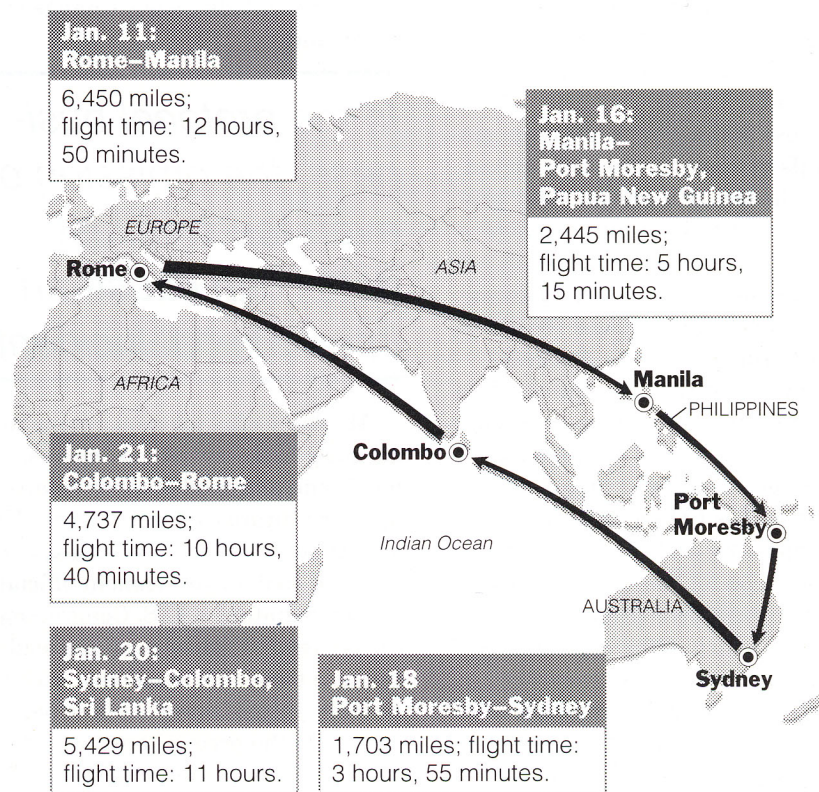 Jan. 11:
Rome–Manila
6,450 miles;
flight time: 12 hours,
50 minutes.
Jan. 16:
Manila–
Port Moresby,
Papua New Guinea
2,445 miles;
flight time: 5 hours,
15 minutes.
EUROPE
Rome
ASIA
AFRICA
Manila
PHILIPPINES
Colombo
Port
Moresby
Indian Ocean
AUSTRALIA
Sydney
Jan. 21:
Colombo–Rome
4,737 miles;
flight time: 10 hours,
40 minutes.
Jan. 20:
Sydney–Colombo,
Sri Lanka
5,429 miles;
flight time: 11 hours.
Jan. 18
Port Moresby–Sydney
1,703 miles; flight time:
3 hours, 55 minutes.